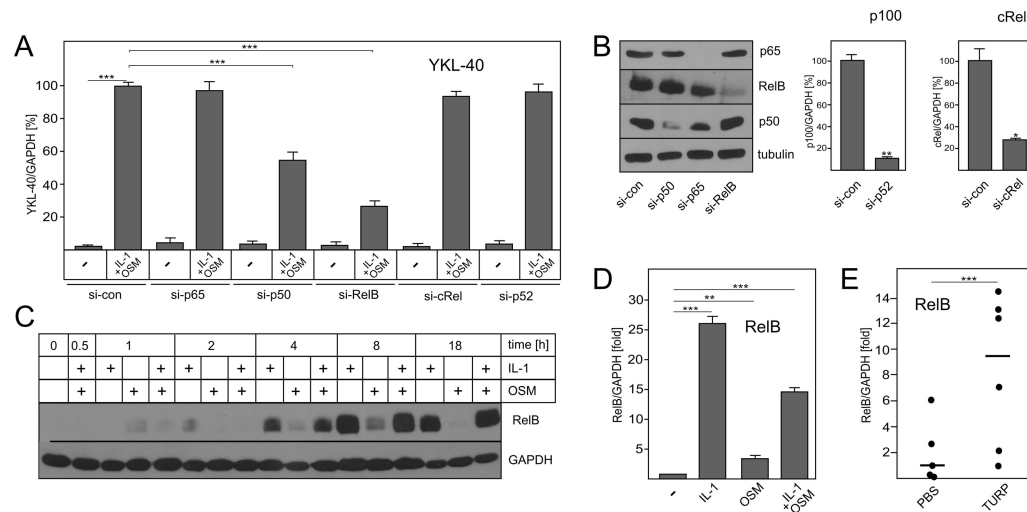 A
YKL-40
***
***
***
YKL-40/GAPDH [%]
100
80
60
40
20
- IL-1 + OSM - IL-1 + OSM - IL-1 + OSM - IL-1 + OSM - IL-1 + OSM - IL-1 + OSM
si-con si-p65 si-p50 si-RelB si-cRel si-p52
B
p65
RelB
p50
tubulin
si-con si-p50 si-p65 si-RelB
p100
p100/GAPDH [%]
100
80
60
40
20
**
si-con si-p52
cRel
cRel/GAPDH [%]
100
80
60
40
20
*
si-con si-cRel
C
0 0.5 1 2 4 8 18 time [h]
+ + + + + + + + + + + IL-1
+ + + + + + + + + + + OSM
RelB
GAPDH
D
RelB
***
**
***
RelB/GAPDH [fold]
25
20
15
10
5
- IL-1 OSM IL-1 + OSM
E
RelB
***
RelB/GAPDH [fold]
14
12
10
8
6
4
2
PBS TURP